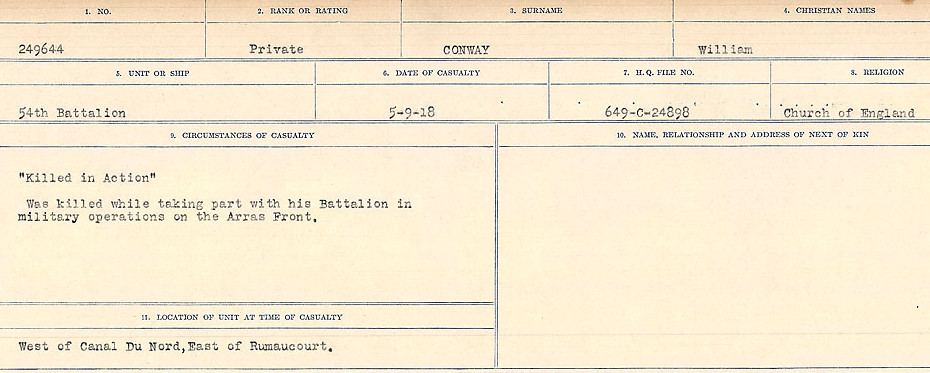 1. NO. 2. RANK OR RATING 3. SURNAME 4. CHRISTIAN NAMES
249644 Private CONWAY William
5. UNIT OR SHIP 6. DATE OF CASUALTY 7. H. Q. FILE NO. 8. RELIGION
54th Battalion 5-9-18 649-C-24898 Church of England
9. CIRCUMSTANCES OF CASUALTY 10. NAME, RELATIONSHIP AND ADDRESS OF NEXT OF KIN
"Killed in Action"
Was killed while taking part with his Battalion in
military operations on the Arras Front.
11. LOCATION OF UNIT AT TIME OF CASUALTY
West of Canal Du Nord,East of Rumaucourt.